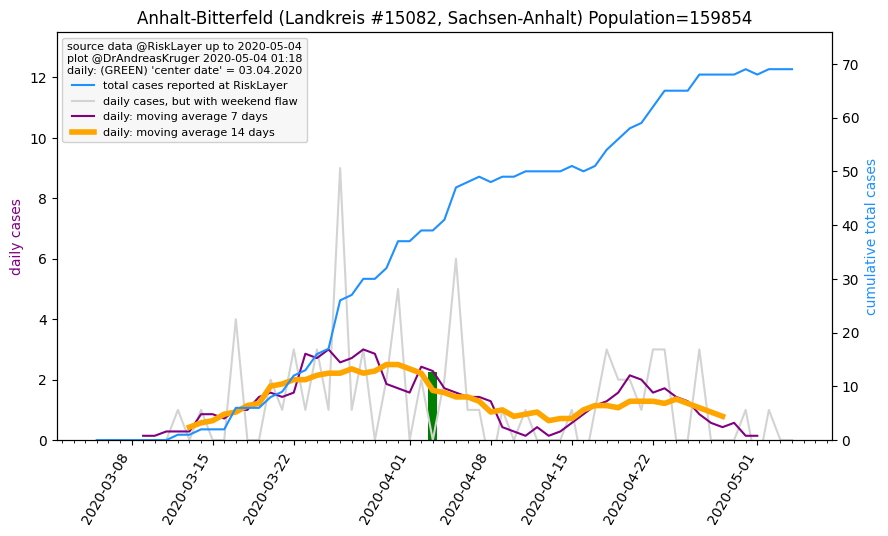 Anhalt-Bitterfeld (Landkreis #15082, Sachsen-Anhalt) Population=159854
source data @RiskLayer up to 2020-05-04
plot @DrAndreasKruger 2020-05-04 01:18
daily: (GREEN) 'center date' = 03.04.2020
total cases reported at RiskLayer
daily cases, but with weekend flaw
daily: moving average 7 days
daily: moving average 14 days
daily cases
0
2
4
6
8
10
12
cumulative total cases
0
10
20
30
40
50
60
70
2020-03-08
2020-03-15
2020-03-22
2020-04-01
2020-04-08
2020-04-15
2020-04-22
2020-05-01